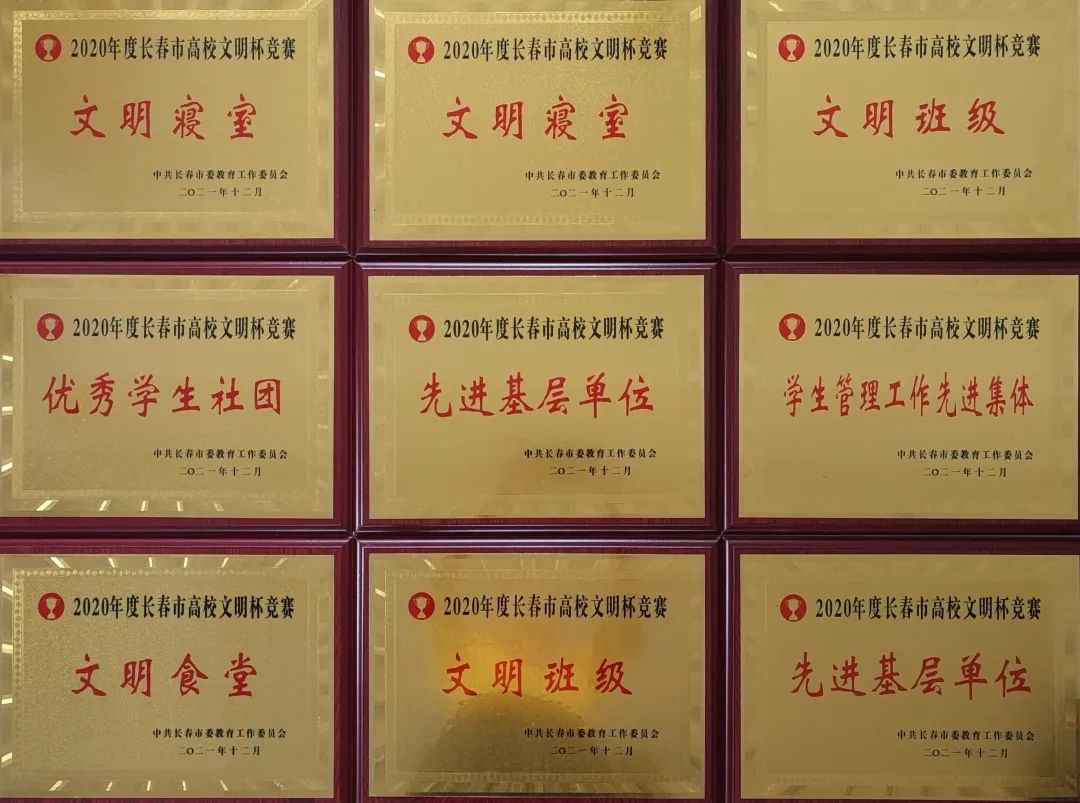 2020年度长春市高校文明杯竞赛
文明寝室
中共长春市委教育工作委员会
二〇二一年十二月
2020年度长春市高校文明杯竞赛
文明寝室
中共长春市委教育工作委员会
二〇二一年十二月
2020年度长春市高校文明杯竞赛
文明班级
中共长春市委教育工作委员会
二〇二一年十二月
2020年度长春市高校文明杯竞赛
优秀学生社团
中共长春市委教育工作委员会
二〇二一年十二月
2020年度长春市高校文明杯竞赛
先进基层单位
中共长春市委教育工作委员会
二〇二一年十二月
2020年度长春市高校文明杯竞赛
学生管理工作先进集体
中共长春市委教育工作委员会
二〇二一年十二月
2020年度长春市高校文明杯竞赛
文明食堂
中共长春市委教育工作委员会
二〇二一年十二月
2020年度长春市高校文明杯竞赛
文明班级
中共长春市委教育工作委员会
二〇二一年十二月
2020年度长春市高校文明杯竞赛
先进基层单位
中共长春市委教育工作委员会
二〇二一年十二月